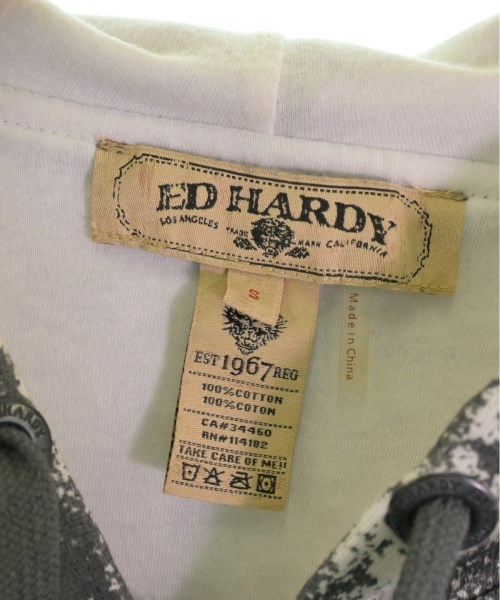 ED HARDY
LOS ANGELES TRADE MARK CALIFORNIA
S
Made in China
EST 1967 REG
100% COTTON
100% COTON
CA#34460
RN#114182
TAKE CARE OF ME!!
HARDY